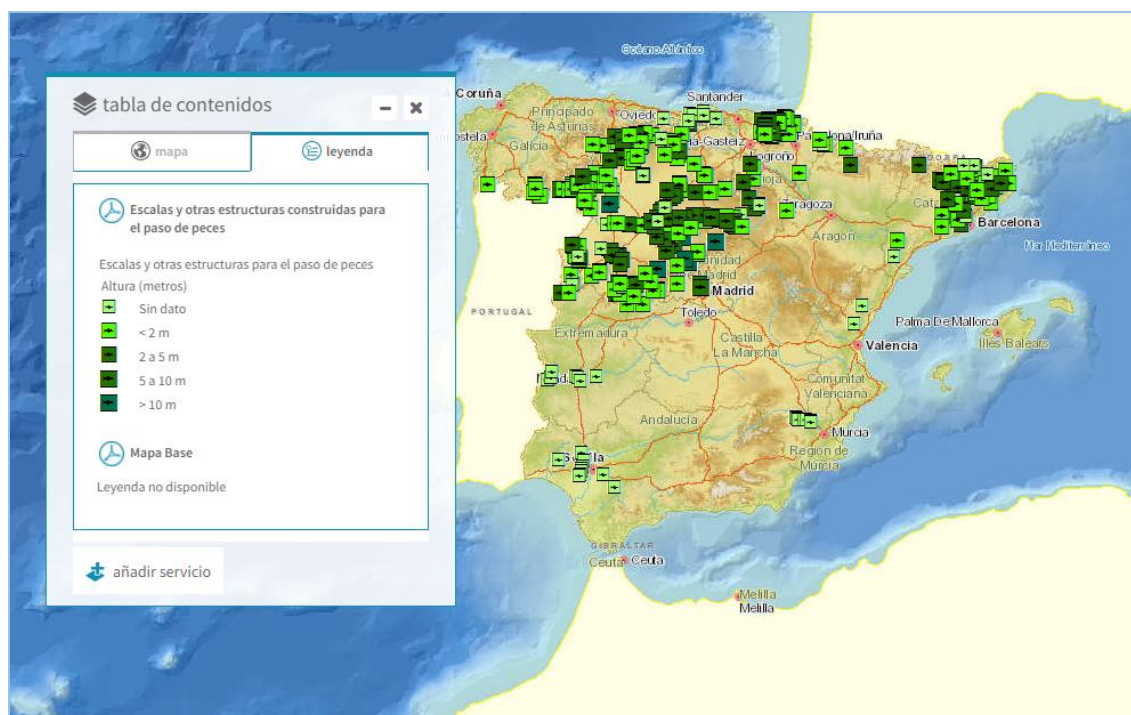 tabla de contenidos
mapa
leyenda
Escalas y otras estructuras construidas para
el paso de peces
Escalas y otras estructuras para el paso de peces
Altura (metros)
Sin dato
< 2 m
2 a 5 m
5 a 10 m
> 10 m
Mapa Base
Leyenda no disponible
añadir servicio
Océano Atlántico
A Coruña
Santander
Principado
de Asturias
Oviedo
Galicia
Logroño
Zaragoza
Aragón
Barcelona
Mar Mediterráneo
Madrid
PORTUGAL
Toledo
Extremadura
Castilla
La Mancha
Palma De Mallorca
Illes Balears
Valencia
Comunitat
Valenciana
Andalucía
Murcia
Región de
Murcia
GIBRALTAR
Ceuta
Ceuta
Melilla
Melilla